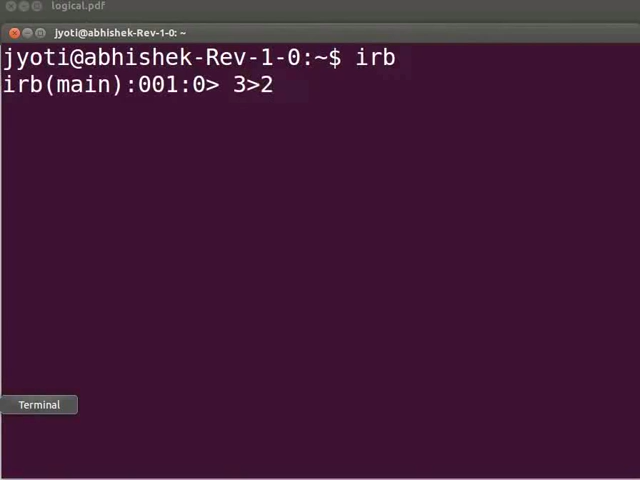 logical.pdf
jyoti@abhishek-Rev-1-0: ~
jyoti@abhishek-Rev-1-0:~$ irb
irb(main):001:0> 3>2
Terminal